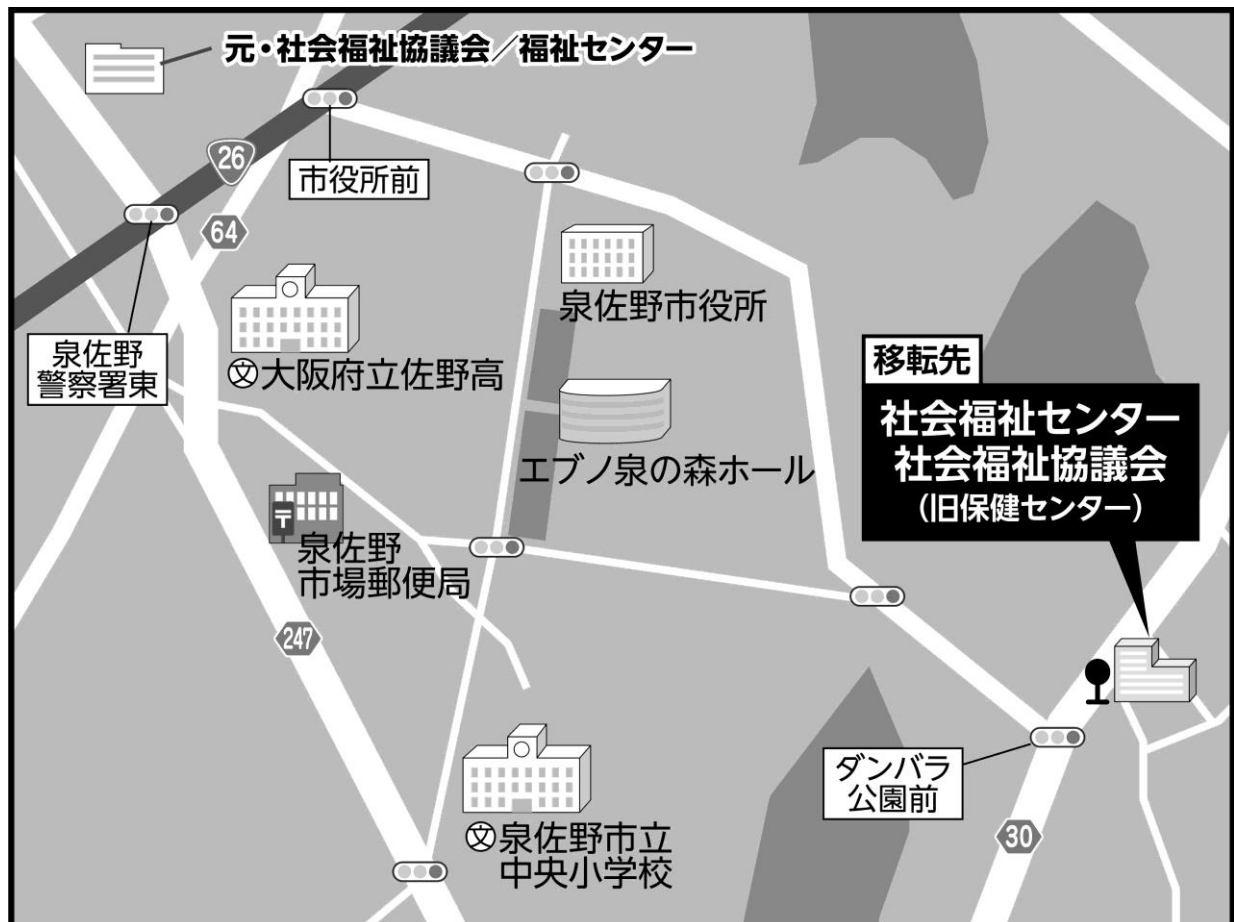 元・社会福祉協議会／福祉センター
26
市役所前
64
泉佐野
警察署東
大阪府立佐野高
文
泉佐野市役所
エブノ泉の森ホール
移転先
社会福祉センター
社会福祉協議会
(旧保健センター)
〒
泉佐野
市場郵便局
247
文
泉佐野市立
中央小学校
ダンバラ
公園前
30